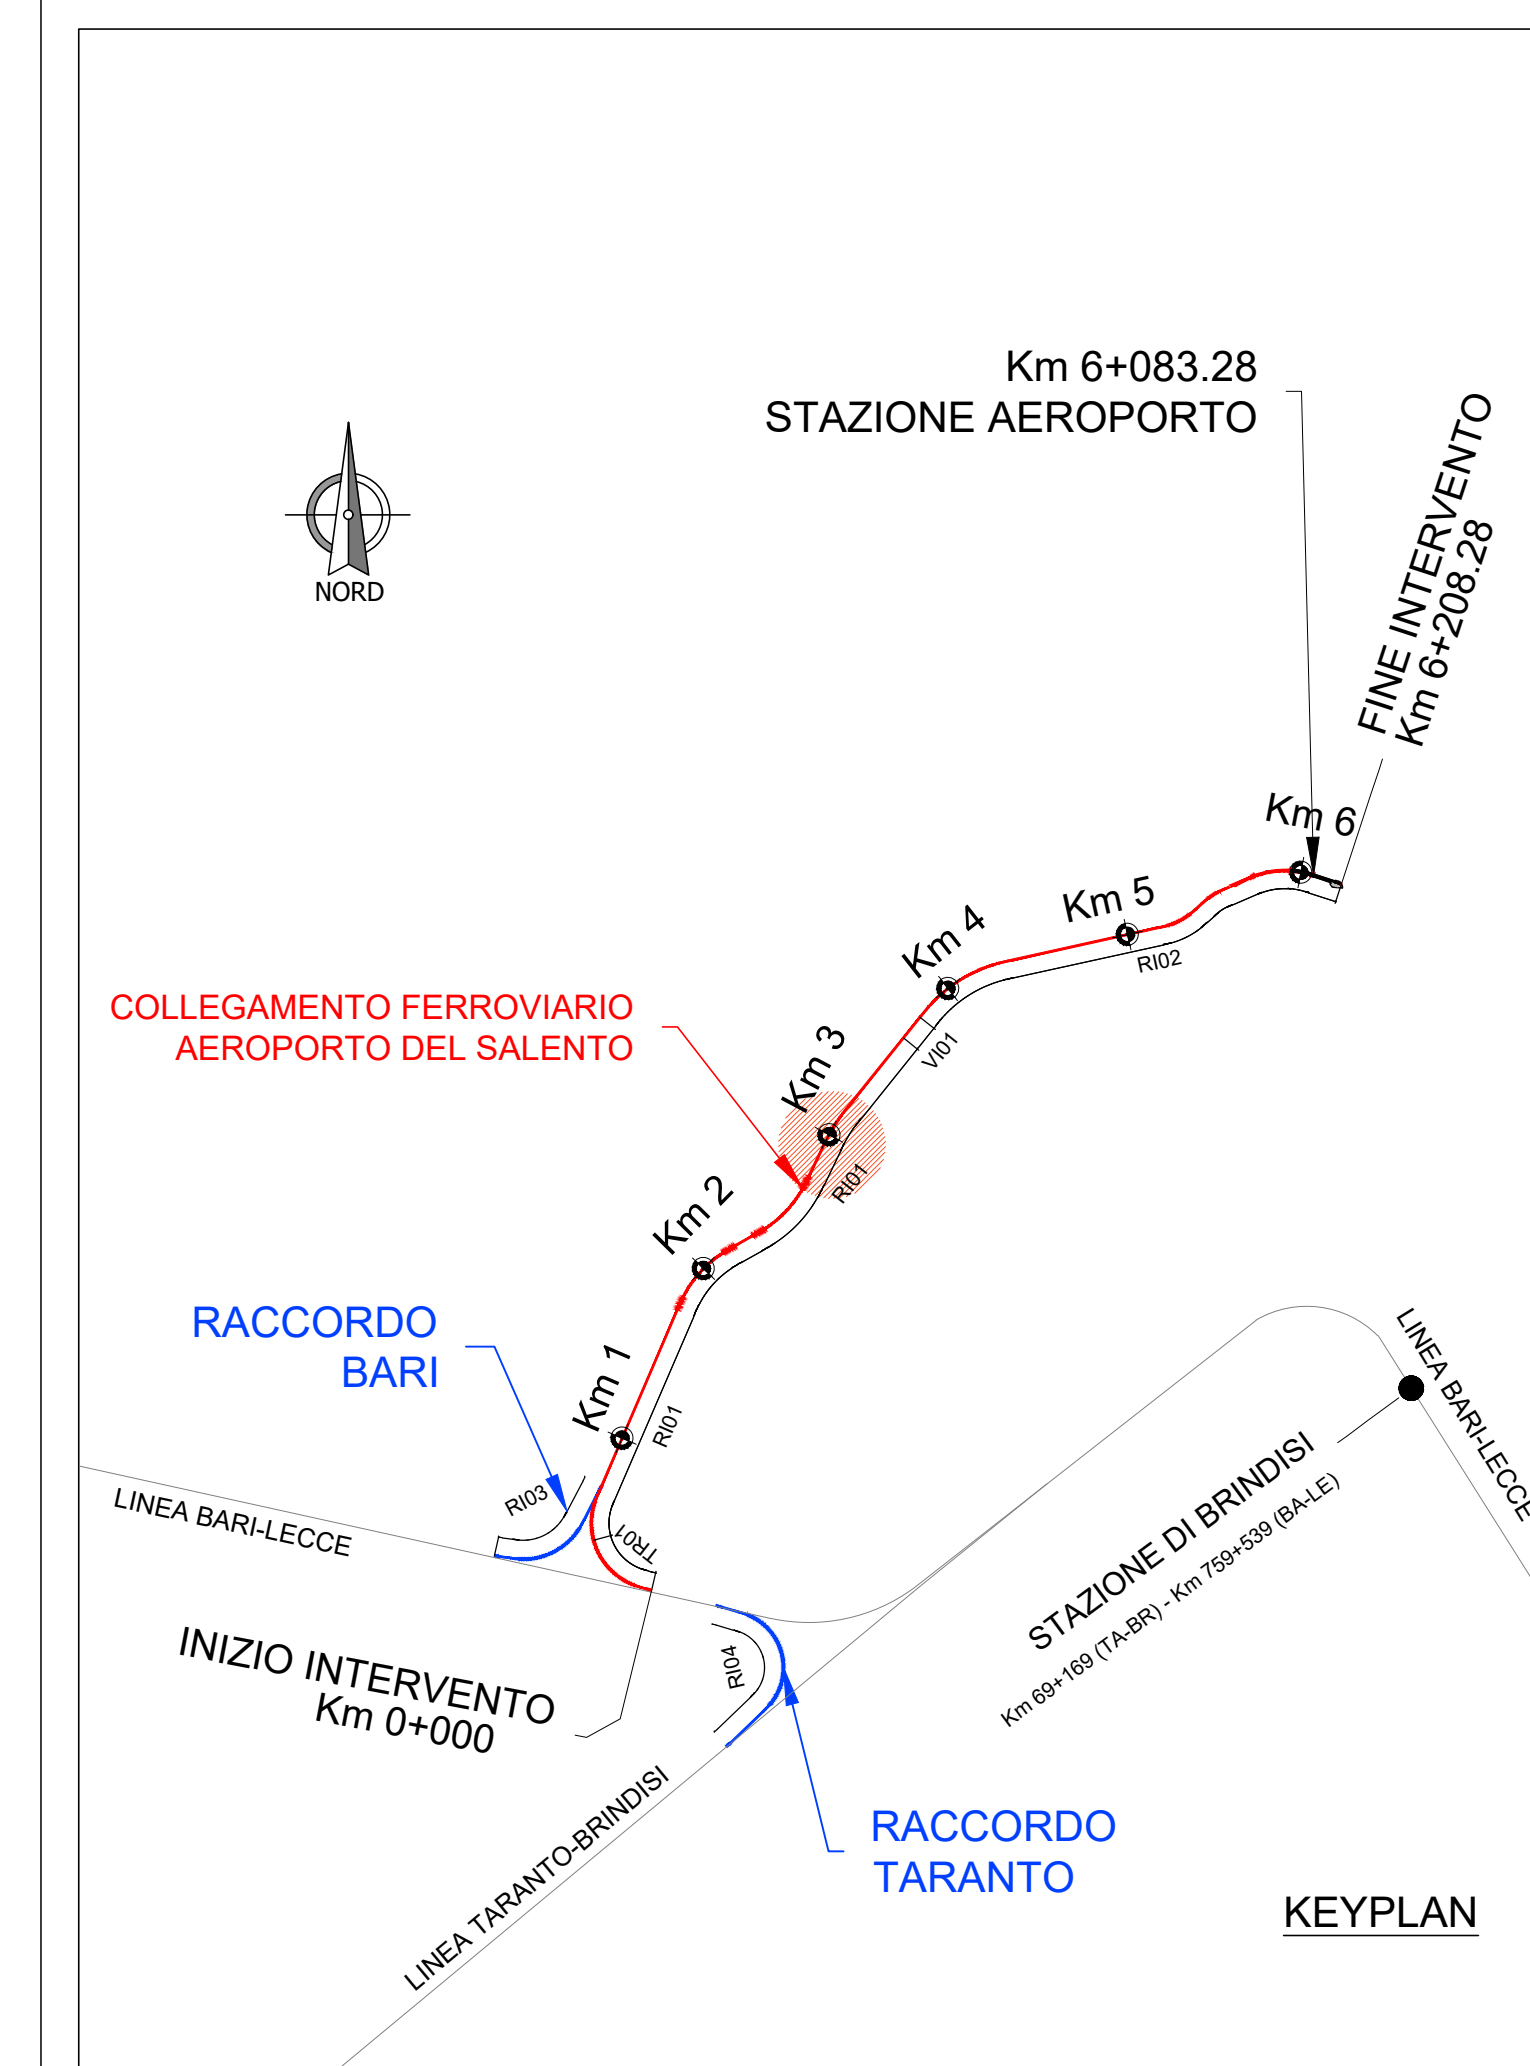 Km 6+083.28
STAZIONE AEROPORTO
FINE INTERVENTO
Km 6+208.28
NORD
Km 6
Km 5
Km 4
RI02
COLLEGAMENTO FERROVIARIO
AEROPORTO DEL SALENTO
Km 3
VI01
RI01
Km 2
RACCORDO
BARI
Km 1
RI01
LINEA BARI-LECCE
RI03
TR01
LINEA BARI-LECCE
STAZIONE DI BRINDISI
Km 69+169 (TA-BR) - Km 759+539 (BA-LE)
INIZIO INTERVENTO
Km 0+000
RI04
LINEA TARANTO-BRINDISI
RACCORDO
TARANTO
KEYPLAN